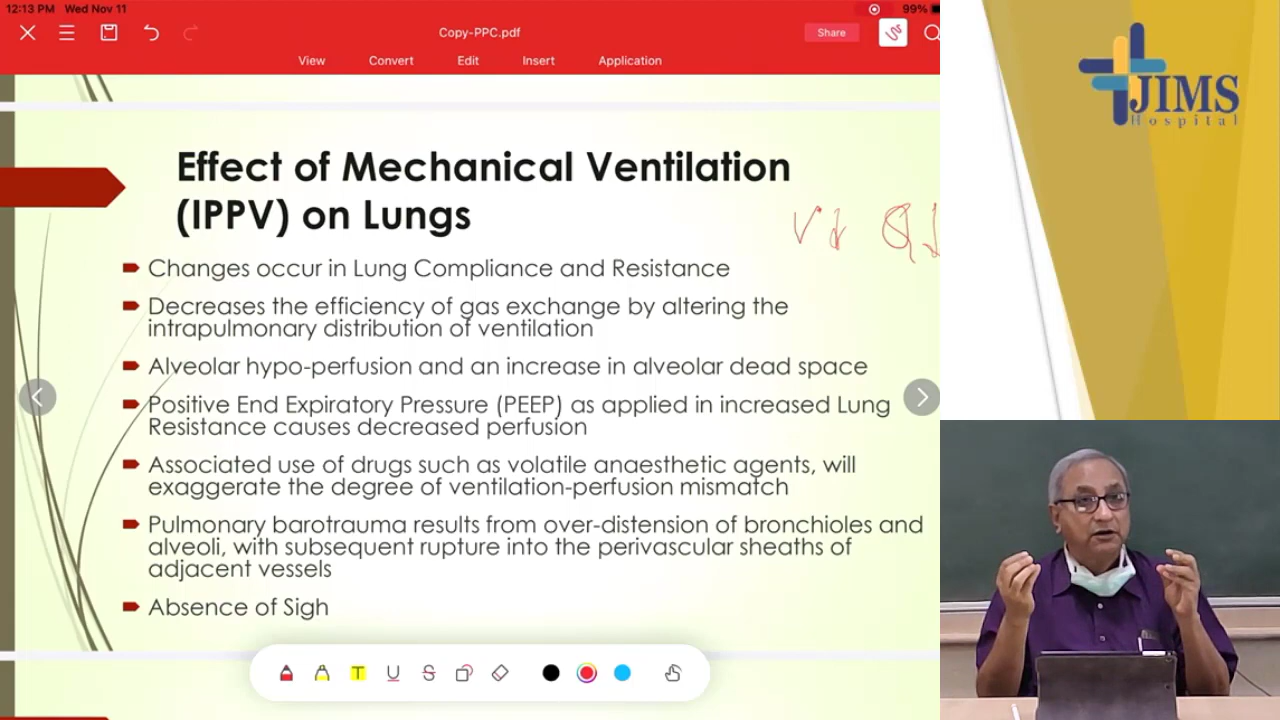 12:13 PM Wed Nov 11
99%
Copy-PPC.pdf
Share
View Convert Edit Insert Application
JIMS
Hospital
Effect of Mechanical Ventilation
(IPPV) on Lungs
V↓ Q↓
Changes occur in Lung Compliance and Resistance
Decreases the efficiency of gas exchange by altering the
intrapulmonary distribution of ventilation
Alveolar hypo-perfusion and an increase in alveolar dead space
Positive End Expiratory Pressure (PEEP) as applied in increased Lung
Resistance causes decreased perfusion
Associated use of drugs such as volatile anaesthetic agents, will
exaggerate the degree of ventilation-perfusion mismatch
Pulmonary barotrauma results from over-distension of bronchioles and
alveoli, with subsequent rupture into the perivascular sheaths of
adjacent vessels
Absence of Sigh
T U S